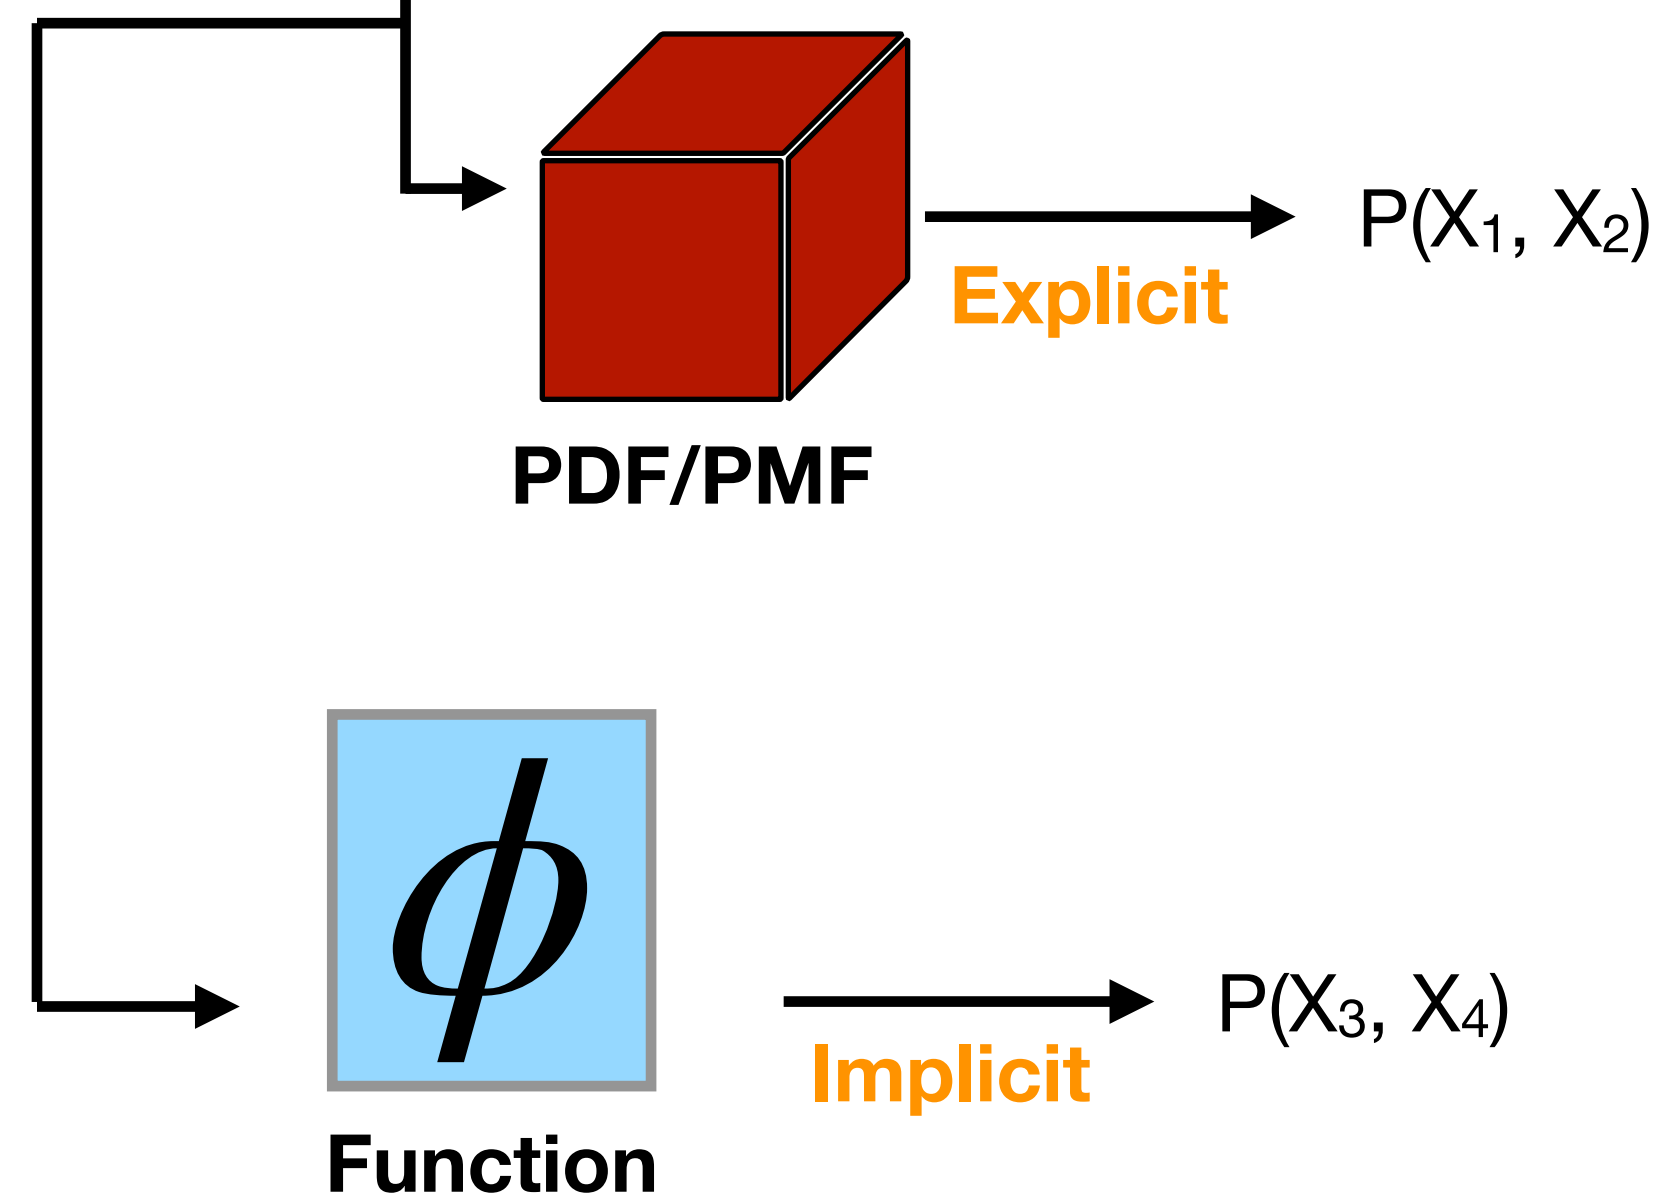 P(X₁, X₂)
Explicit
PDF/PMF
ϕ
P(X₃, X₄)
Implicit
Function